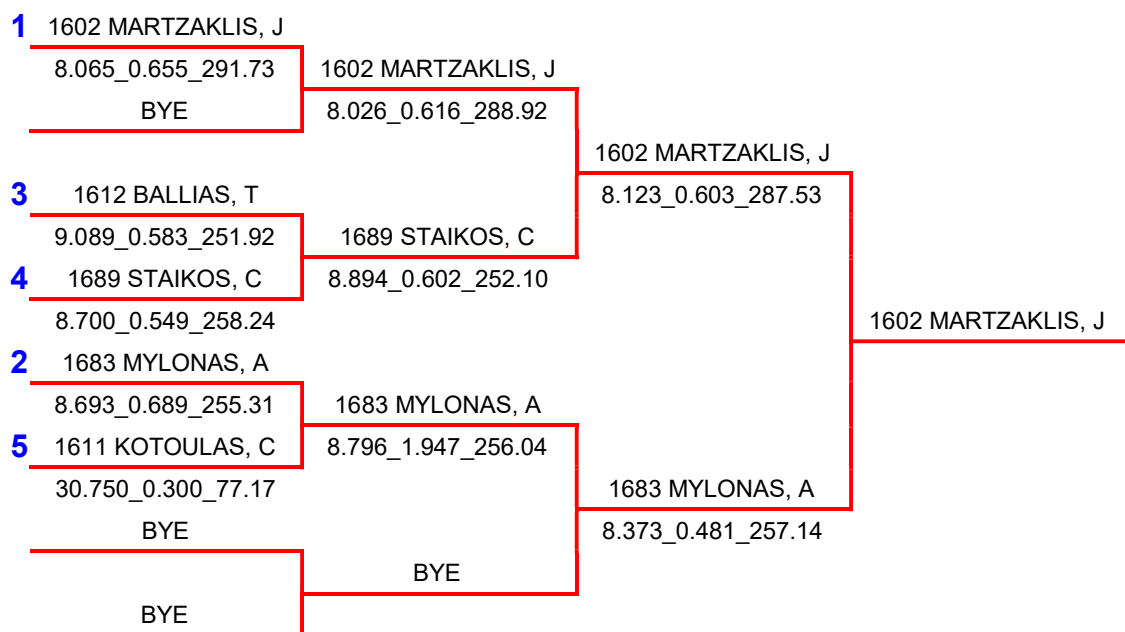 1 1602 MARTZAKLIS, J
8.065_0.655_291.73
BYE
3 1612 BALLIAS, T
9.089_0.583_251.92
4 1689 STAIKOS, C
8.700_0.549_258.24
2 1683 MYLONAS, A
8.693_0.689_255.31
5 1611 KOTOULAS, C
30.750_0.300_77.17
BYE
BYE
1602 MARTZAKLIS, J
8.026_0.616_288.92
1689 STAIKOS, C
8.894_0.602_252.10
1683 MYLONAS, A
8.796_1.947_256.04
BYE
1602 MARTZAKLIS, J
8.123_0.603_287.53
1683 MYLONAS, A
8.373_0.481_257.14
1602 MARTZAKLIS, J